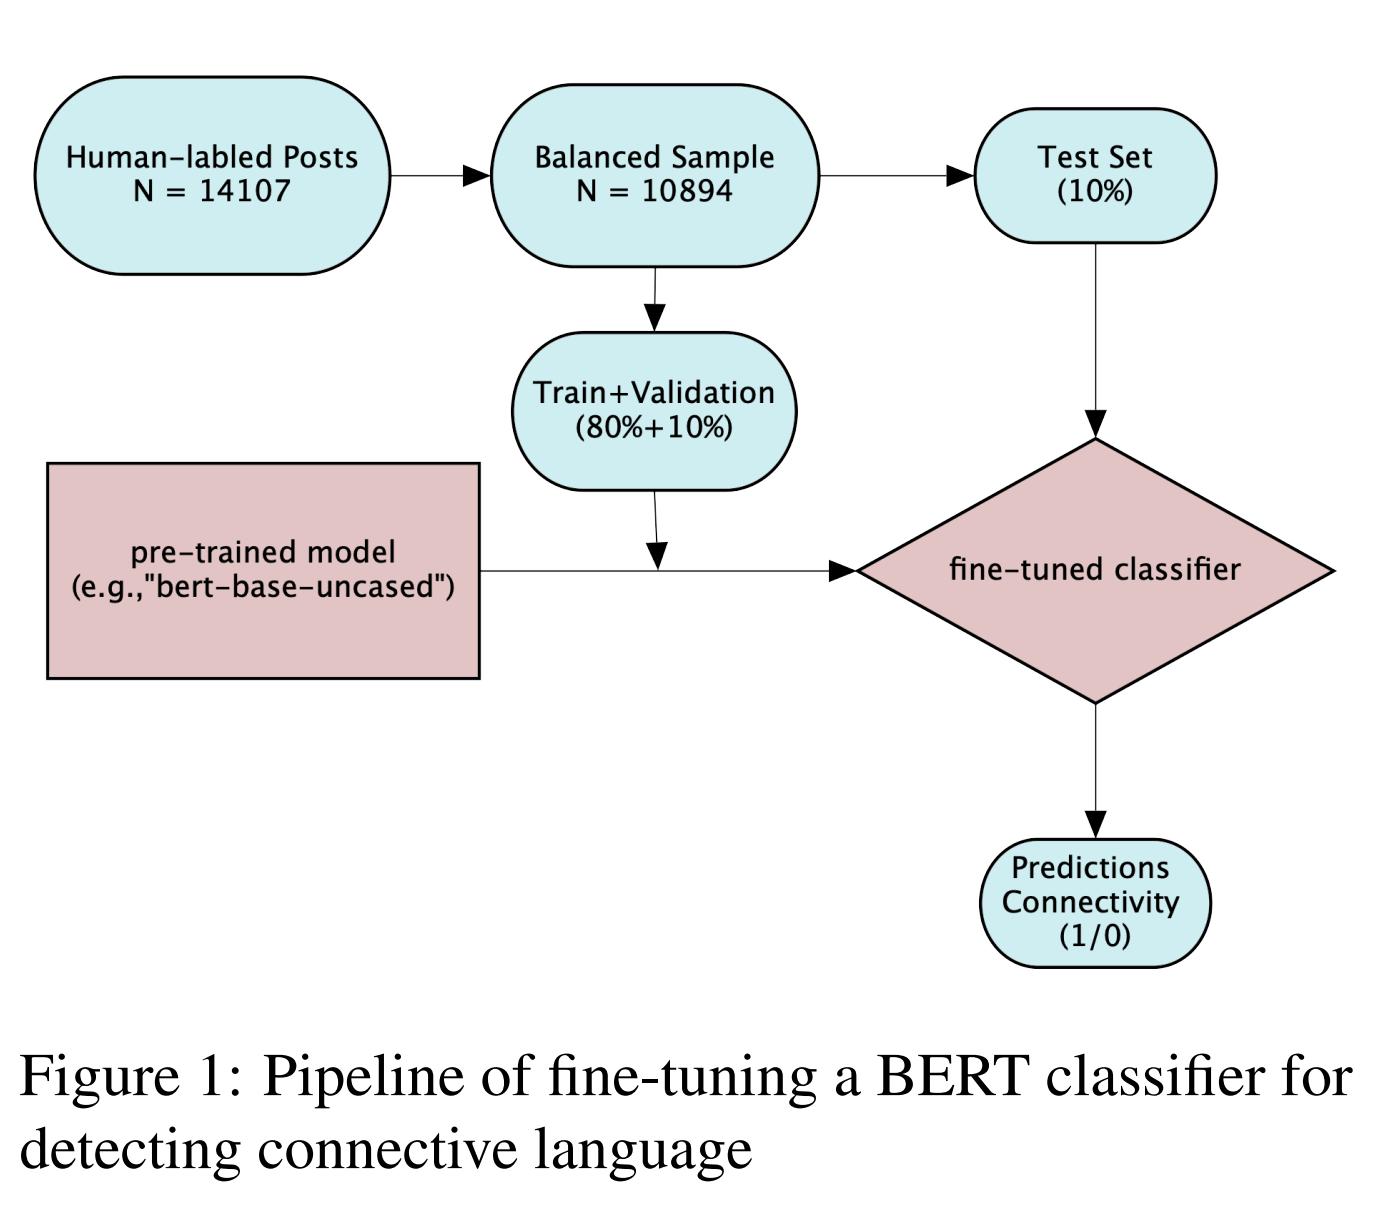 Human-labled Posts
N = 14107
Balanced Sample
N = 10894
Test Set
(10%)
Train+Validation
(80%+10%)
pre-trained model
(e.g.,"bert-base-uncased")
fine-tuned classifier
Predictions
Connectivity
(1/0)
Figure 1: Pipeline of fine-tuning a BERT classifier for
detecting connective language